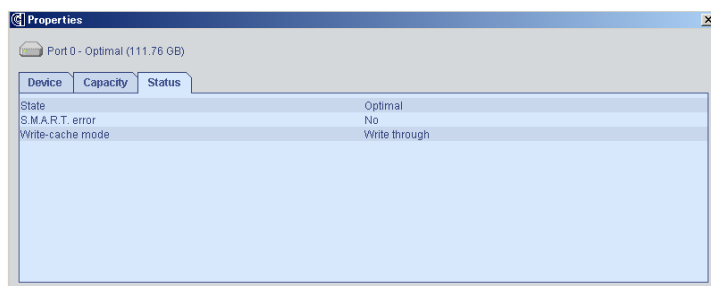 Properties
Port 0 - Optimal (111.76 GB)
Device Capacity Status
State Optimal
S.M.A.R.T. error No
Write-cache mode Write through